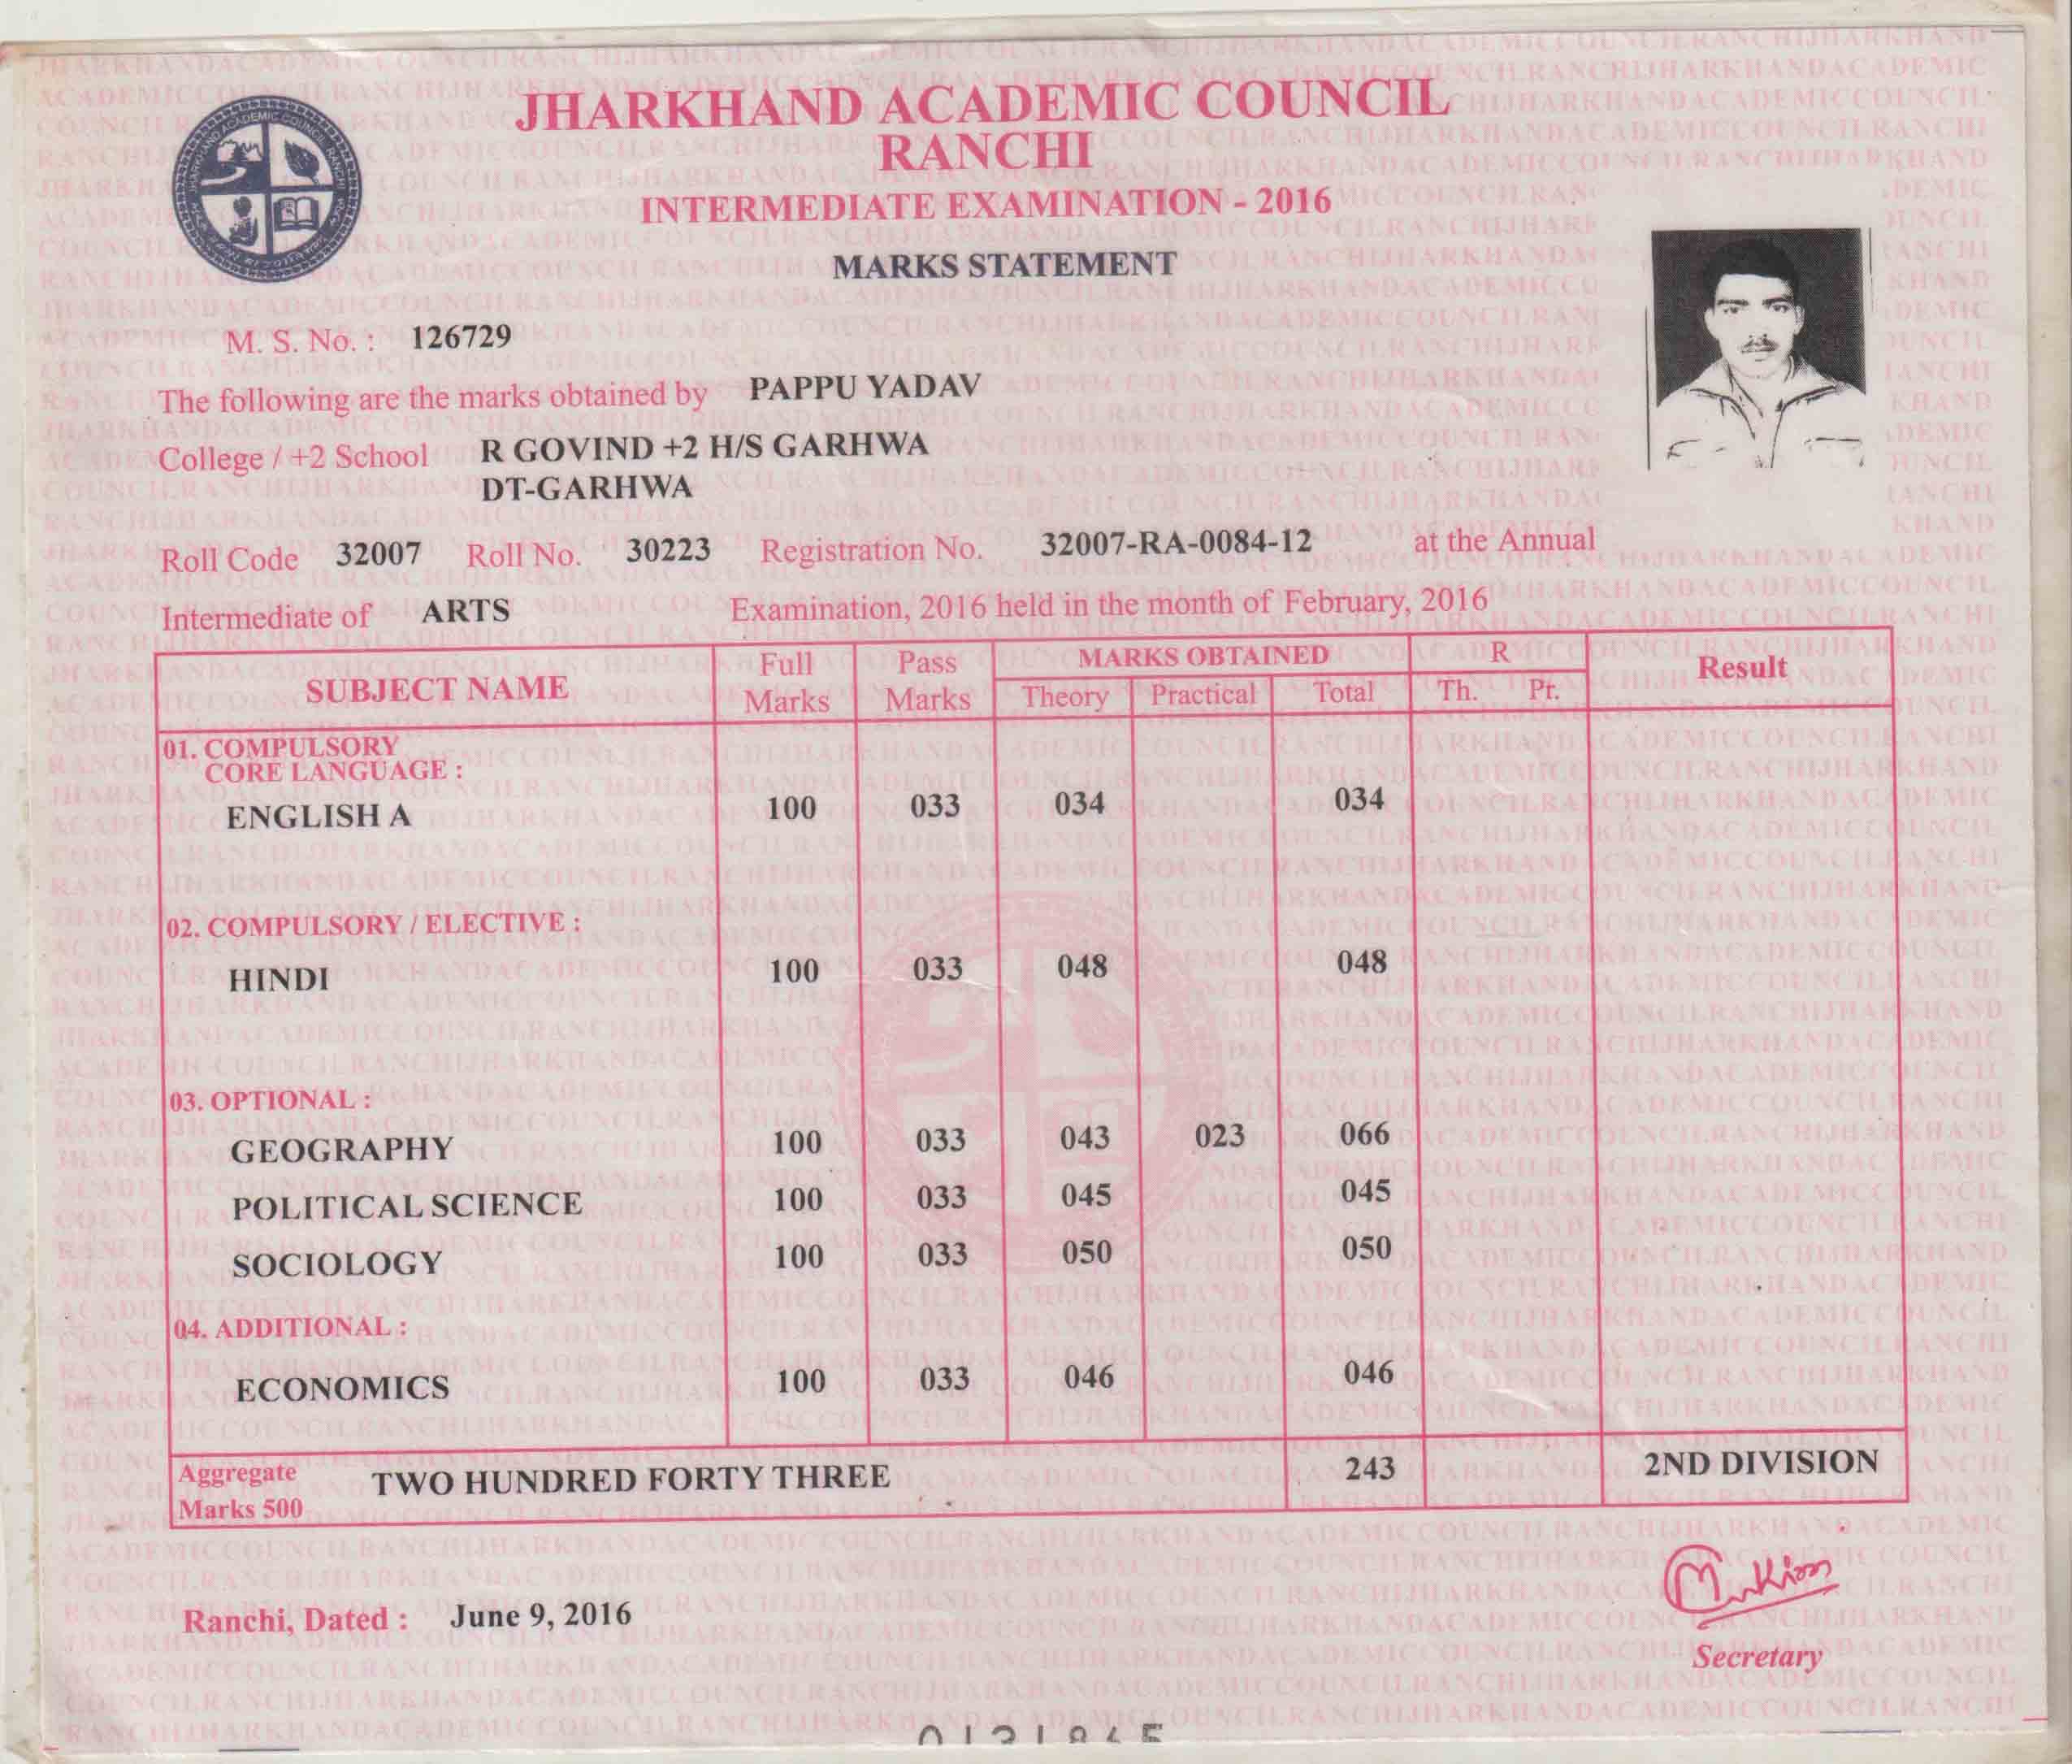 JHARKHAND ACADEMIC COUNCIL
RANCHI
INTERMEDIATE EXAMINATION - 2016
MARKS STATEMENT
JHARKHAND ACADEMIC COUNCIL RANCHI
M. S. No. : 126729
The following are the marks obtained by PAPPU YADAV
College / +2 School R GOVIND +2 H/S GARHWA
DT-GARHWA
Roll Code 32007 Roll No. 30223 Registration No. 32007-RA-0084-12 at the Annual
Intermediate of ARTS Examination, 2016 held in the month of February, 2016
SUBJECT NAME Full Marks Pass Marks MARKS OBTAINED R Result
Theory Practical Total Th. Pr.
01. COMPULSORY
CORE LANGUAGE :
ENGLISH A 100 033 034 034
02. COMPULSORY / ELECTIVE :
HINDI 100 033 048 048
03. OPTIONAL :
GEOGRAPHY 100 033 043 023 066
POLITICAL SCIENCE 100 033 045 045
SOCIOLOGY 100 033 050 050
04. ADDITIONAL :
ECONOMICS 100 033 046 046
Aggregate
Marks 500 TWO HUNDRED FORTY THREE 243 2ND DIVISION
Ranchi, Dated : June 9, 2016
Secretary